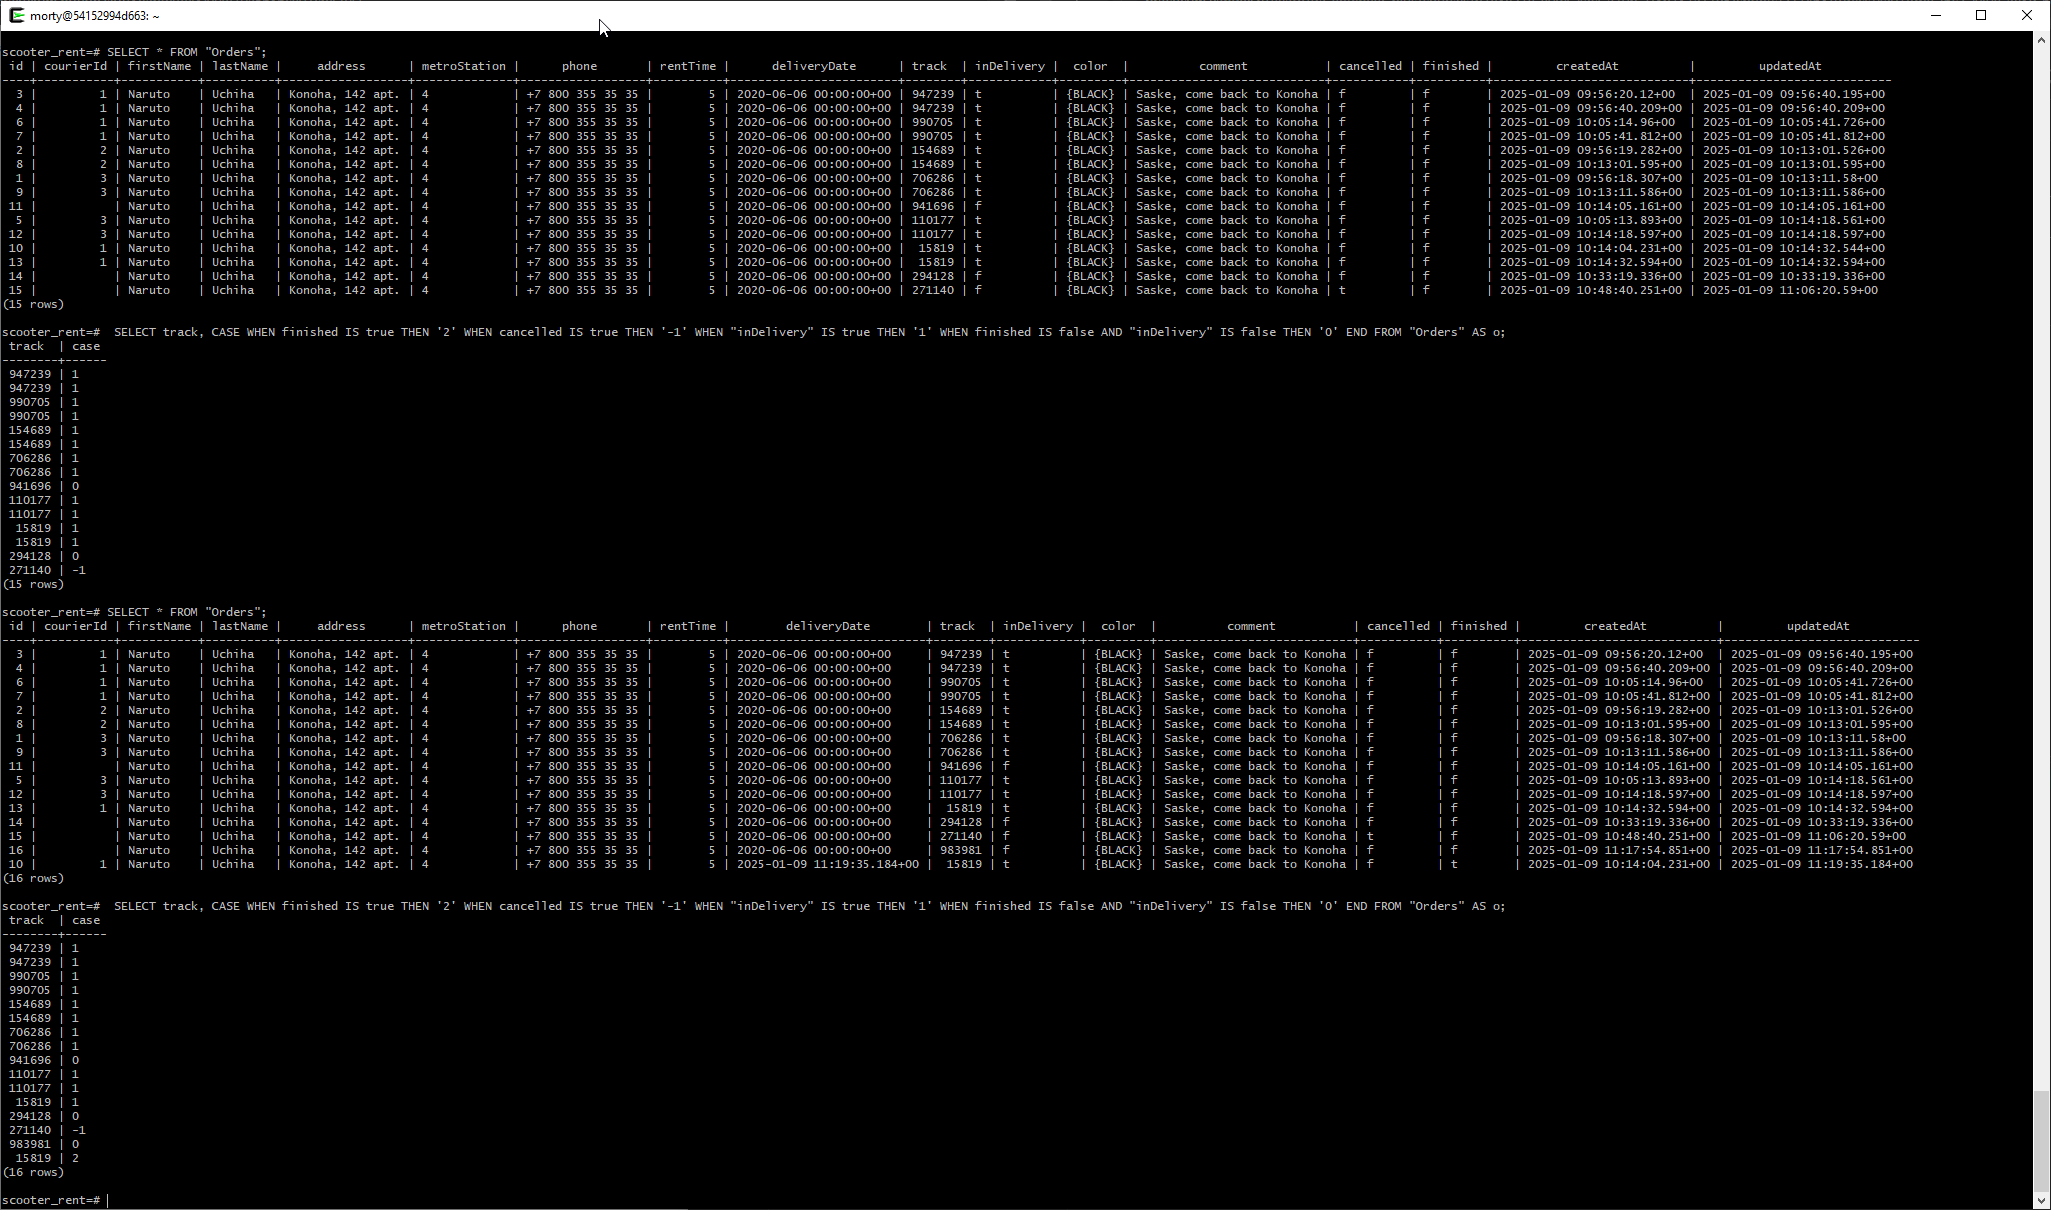 morty@54152994d663: ~
scooter_rent=# SELECT * FROM "Orders";
 id | courierId | firstName | lastName |     address      | metroStation |      phone       | rentTime |      deliveryDate      | track  | inDelivery |  color  |          comment           | cancelled | finished |         createdAt          |         updatedAt
----+-----------+-----------+----------+------------------+--------------+------------------+----------+------------------------+--------+------------+---------+----------------------------+-----------+----------+----------------------------+----------------------------
  3 |         1 | Naruto    | Uchiha   | Konoha, 142 apt. | 4            | +7 800 355 35 35 |        5 | 2020-06-06 00:00:00+00 | 947239 | t          | {BLACK} | Saske, come back to Konoha | f         | f        | 2025-01-09 09:56:20.12+00  | 2025-01-09 09:56:40.195+00
  4 |         1 | Naruto    | Uchiha   | Konoha, 142 apt. | 4            | +7 800 355 35 35 |        5 | 2020-06-06 00:00:00+00 | 947239 | t          | {BLACK} | Saske, come back to Konoha | f         | f        | 2025-01-09 09:56:40.209+00 | 2025-01-09 09:56:40.209+00
  6 |         1 | Naruto    | Uchiha   | Konoha, 142 apt. | 4            | +7 800 355 35 35 |        5 | 2020-06-06 00:00:00+00 | 990705 | t          | {BLACK} | Saske, come back to Konoha | f         | f        | 2025-01-09 10:05:14.96+00  | 2025-01-09 10:05:41.726+00
  7 |         1 | Naruto    | Uchiha   | Konoha, 142 apt. | 4            | +7 800 355 35 35 |        5 | 2020-06-06 00:00:00+00 | 990705 | t          | {BLACK} | Saske, come back to Konoha | f         | f        | 2025-01-09 10:05:41.812+00 | 2025-01-09 10:05:41.812+00
  2 |         2 | Naruto    | Uchiha   | Konoha, 142 apt. | 4            | +7 800 355 35 35 |        5 | 2020-06-06 00:00:00+00 | 154689 | t          | {BLACK} | Saske, come back to Konoha | f         | f        | 2025-01-09 09:56:19.282+00 | 2025-01-09 10:13:01.526+00
  8 |         2 | Naruto    | Uchiha   | Konoha, 142 apt. | 4            | +7 800 355 35 35 |        5 | 2020-06-06 00:00:00+00 | 154689 | t          | {BLACK} | Saske, come back to Konoha | f         | f        | 2025-01-09 10:13:01.595+00 | 2025-01-09 10:13:01.595+00
  1 |         3 | Naruto    | Uchiha   | Konoha, 142 apt. | 4            | +7 800 355 35 35 |        5 | 2020-06-06 00:00:00+00 | 706286 | t          | {BLACK} | Saske, come back to Konoha | f         | f        | 2025-01-09 09:56:18.307+00 | 2025-01-09 10:13:11.58+00
  9 |         3 | Naruto    | Uchiha   | Konoha, 142 apt. | 4            | +7 800 355 35 35 |        5 | 2020-06-06 00:00:00+00 | 706286 | t          | {BLACK} | Saske, come back to Konoha | f         | f        | 2025-01-09 10:13:11.586+00 | 2025-01-09 10:13:11.586+00
 11 |           | Naruto    | Uchiha   | Konoha, 142 apt. | 4            | +7 800 355 35 35 |        5 | 2020-06-06 00:00:00+00 | 941696 | f          | {BLACK} | Saske, come back to Konoha | f         | f        | 2025-01-09 10:14:05.161+00 | 2025-01-09 10:14:05.161+00
  5 |         3 | Naruto    | Uchiha   | Konoha, 142 apt. | 4            | +7 800 355 35 35 |        5 | 2020-06-06 00:00:00+00 | 110177 | t          | {BLACK} | Saske, come back to Konoha | f         | f        | 2025-01-09 10:05:13.893+00 | 2025-01-09 10:14:18.561+00
 12 |         3 | Naruto    | Uchiha   | Konoha, 142 apt. | 4            | +7 800 355 35 35 |        5 | 2020-06-06 00:00:00+00 | 110177 | t          | {BLACK} | Saske, come back to Konoha | f         | f        | 2025-01-09 10:14:18.597+00 | 2025-01-09 10:14:18.597+00
 10 |         1 | Naruto    | Uchiha   | Konoha, 142 apt. | 4            | +7 800 355 35 35 |        5 | 2020-06-06 00:00:00+00 |  15819 | t          | {BLACK} | Saske, come back to Konoha | f         | f        | 2025-01-09 10:14:04.231+00 | 2025-01-09 10:14:32.544+00
 13 |         1 | Naruto    | Uchiha   | Konoha, 142 apt. | 4            | +7 800 355 35 35 |        5 | 2020-06-06 00:00:00+00 |  15819 | t          | {BLACK} | Saske, come back to Konoha | f         | f        | 2025-01-09 10:14:32.594+00 | 2025-01-09 10:14:32.594+00
 14 |           | Naruto    | Uchiha   | Konoha, 142 apt. | 4            | +7 800 355 35 35 |        5 | 2020-06-06 00:00:00+00 | 294128 | f          | {BLACK} | Saske, come back to Konoha | f         | f        | 2025-01-09 10:33:19.336+00 | 2025-01-09 10:33:19.336+00
 15 |           | Naruto    | Uchiha   | Konoha, 142 apt. | 4            | +7 800 355 35 35 |        5 | 2020-06-06 00:00:00+00 | 271140 | f          | {BLACK} | Saske, come back to Konoha | t         | f        | 2025-01-09 10:48:40.251+00 | 2025-01-09 11:06:20.59+00
(15 rows)
scooter_rent=#  SELECT track, CASE WHEN finished IS true THEN '2' WHEN cancelled IS true THEN '-1' WHEN "inDelivery" IS true THEN '1' WHEN finished IS false AND "inDelivery" IS false THEN '0' END FROM "Orders" AS o;
 track  | case
--------+------
 947239 | 1
 947239 | 1
 990705 | 1
 990705 | 1
 154689 | 1
 154689 | 1
 706286 | 1
 706286 | 1
 941696 | 0
 110177 | 1
 110177 | 1
  15819 | 1
  15819 | 1
 294128 | 0
 271140 | -1
(15 rows)
scooter_rent=# SELECT * FROM "Orders";
 id | courierId | firstName | lastName |     address      | metroStation |      phone       | rentTime |        deliveryDate        | track  | inDelivery |  color  |          comment           | cancelled | finished |         createdAt          |         updatedAt
----+-----------+-----------+----------+------------------+--------------+------------------+----------+----------------------------+--------+------------+---------+----------------------------+-----------+----------+----------------------------+----------------------------
  3 |         1 | Naruto    | Uchiha   | Konoha, 142 apt. | 4            | +7 800 355 35 35 |        5 | 2020-06-06 00:00:00+00     | 947239 | t          | {BLACK} | Saske, come back to Konoha | f         | f        | 2025-01-09 09:56:20.12+00  | 2025-01-09 09:56:40.195+00
  4 |         1 | Naruto    | Uchiha   | Konoha, 142 apt. | 4            | +7 800 355 35 35 |        5 | 2020-06-06 00:00:00+00     | 947239 | t          | {BLACK} | Saske, come back to Konoha | f         | f        | 2025-01-09 09:56:40.209+00 | 2025-01-09 09:56:40.209+00
  6 |         1 | Naruto    | Uchiha   | Konoha, 142 apt. | 4            | +7 800 355 35 35 |        5 | 2020-06-06 00:00:00+00     | 990705 | t          | {BLACK} | Saske, come back to Konoha | f         | f        | 2025-01-09 10:05:14.96+00  | 2025-01-09 10:05:41.726+00
  7 |         1 | Naruto    | Uchiha   | Konoha, 142 apt. | 4            | +7 800 355 35 35 |        5 | 2020-06-06 00:00:00+00     | 990705 | t          | {BLACK} | Saske, come back to Konoha | f         | f        | 2025-01-09 10:05:41.812+00 | 2025-01-09 10:05:41.812+00
  2 |         2 | Naruto    | Uchiha   | Konoha, 142 apt. | 4            | +7 800 355 35 35 |        5 | 2020-06-06 00:00:00+00     | 154689 | t          | {BLACK} | Saske, come back to Konoha | f         | f        | 2025-01-09 09:56:19.282+00 | 2025-01-09 10:13:01.526+00
  8 |         2 | Naruto    | Uchiha   | Konoha, 142 apt. | 4            | +7 800 355 35 35 |        5 | 2020-06-06 00:00:00+00     | 154689 | t          | {BLACK} | Saske, come back to Konoha | f         | f        | 2025-01-09 10:13:01.595+00 | 2025-01-09 10:13:01.595+00
  1 |         3 | Naruto    | Uchiha   | Konoha, 142 apt. | 4            | +7 800 355 35 35 |        5 | 2020-06-06 00:00:00+00     | 706286 | t          | {BLACK} | Saske, come back to Konoha | f         | f        | 2025-01-09 09:56:18.307+00 | 2025-01-09 10:13:11.58+00
  9 |         3 | Naruto    | Uchiha   | Konoha, 142 apt. | 4            | +7 800 355 35 35 |        5 | 2020-06-06 00:00:00+00     | 706286 | t          | {BLACK} | Saske, come back to Konoha | f         | f        | 2025-01-09 10:13:11.586+00 | 2025-01-09 10:13:11.586+00
 11 |           | Naruto    | Uchiha   | Konoha, 142 apt. | 4            | +7 800 355 35 35 |        5 | 2020-06-06 00:00:00+00     | 941696 | f          | {BLACK} | Saske, come back to Konoha | f         | f        | 2025-01-09 10:14:05.161+00 | 2025-01-09 10:14:05.161+00
  5 |         3 | Naruto    | Uchiha   | Konoha, 142 apt. | 4            | +7 800 355 35 35 |        5 | 2020-06-06 00:00:00+00     | 110177 | t          | {BLACK} | Saske, come back to Konoha | f         | f        | 2025-01-09 10:05:13.893+00 | 2025-01-09 10:14:18.561+00
 12 |         3 | Naruto    | Uchiha   | Konoha, 142 apt. | 4            | +7 800 355 35 35 |        5 | 2020-06-06 00:00:00+00     | 110177 | t          | {BLACK} | Saske, come back to Konoha | f         | f        | 2025-01-09 10:14:18.597+00 | 2025-01-09 10:14:18.597+00
 13 |         1 | Naruto    | Uchiha   | Konoha, 142 apt. | 4            | +7 800 355 35 35 |        5 | 2020-06-06 00:00:00+00     |  15819 | t          | {BLACK} | Saske, come back to Konoha | f         | f        | 2025-01-09 10:14:32.594+00 | 2025-01-09 10:14:32.594+00
 14 |           | Naruto    | Uchiha   | Konoha, 142 apt. | 4            | +7 800 355 35 35 |        5 | 2020-06-06 00:00:00+00     | 294128 | f          | {BLACK} | Saske, come back to Konoha | f         | f        | 2025-01-09 10:33:19.336+00 | 2025-01-09 10:33:19.336+00
 15 |           | Naruto    | Uchiha   | Konoha, 142 apt. | 4            | +7 800 355 35 35 |        5 | 2020-06-06 00:00:00+00     | 271140 | f          | {BLACK} | Saske, come back to Konoha | t         | f        | 2025-01-09 10:48:40.251+00 | 2025-01-09 11:06:20.59+00
 16 |           | Naruto    | Uchiha   | Konoha, 142 apt. | 4            | +7 800 355 35 35 |        5 | 2020-06-06 00:00:00+00     | 983981 | f          | {BLACK} | Saske, come back to Konoha | f         | f        | 2025-01-09 11:17:54.851+00 | 2025-01-09 11:17:54.851+00
 10 |         1 | Naruto    | Uchiha   | Konoha, 142 apt. | 4            | +7 800 355 35 35 |        5 | 2025-01-09 11:19:35.184+00 |  15819 | t          | {BLACK} | Saske, come back to Konoha | f         | t        | 2025-01-09 10:14:04.231+00 | 2025-01-09 11:19:35.184+00
(16 rows)
scooter_rent=#  SELECT track, CASE WHEN finished IS true THEN '2' WHEN cancelled IS true THEN '-1' WHEN "inDelivery" IS true THEN '1' WHEN finished IS false AND "inDelivery" IS false THEN '0' END FROM "Orders" AS o;
 track  | case
--------+------
 947239 | 1
 947239 | 1
 990705 | 1
 990705 | 1
 154689 | 1
 154689 | 1
 706286 | 1
 706286 | 1
 941696 | 0
 110177 | 1
 110177 | 1
  15819 | 1
 294128 | 0
 271140 | -1
 983981 | 0
  15819 | 2
(16 rows)
scooter_rent=#